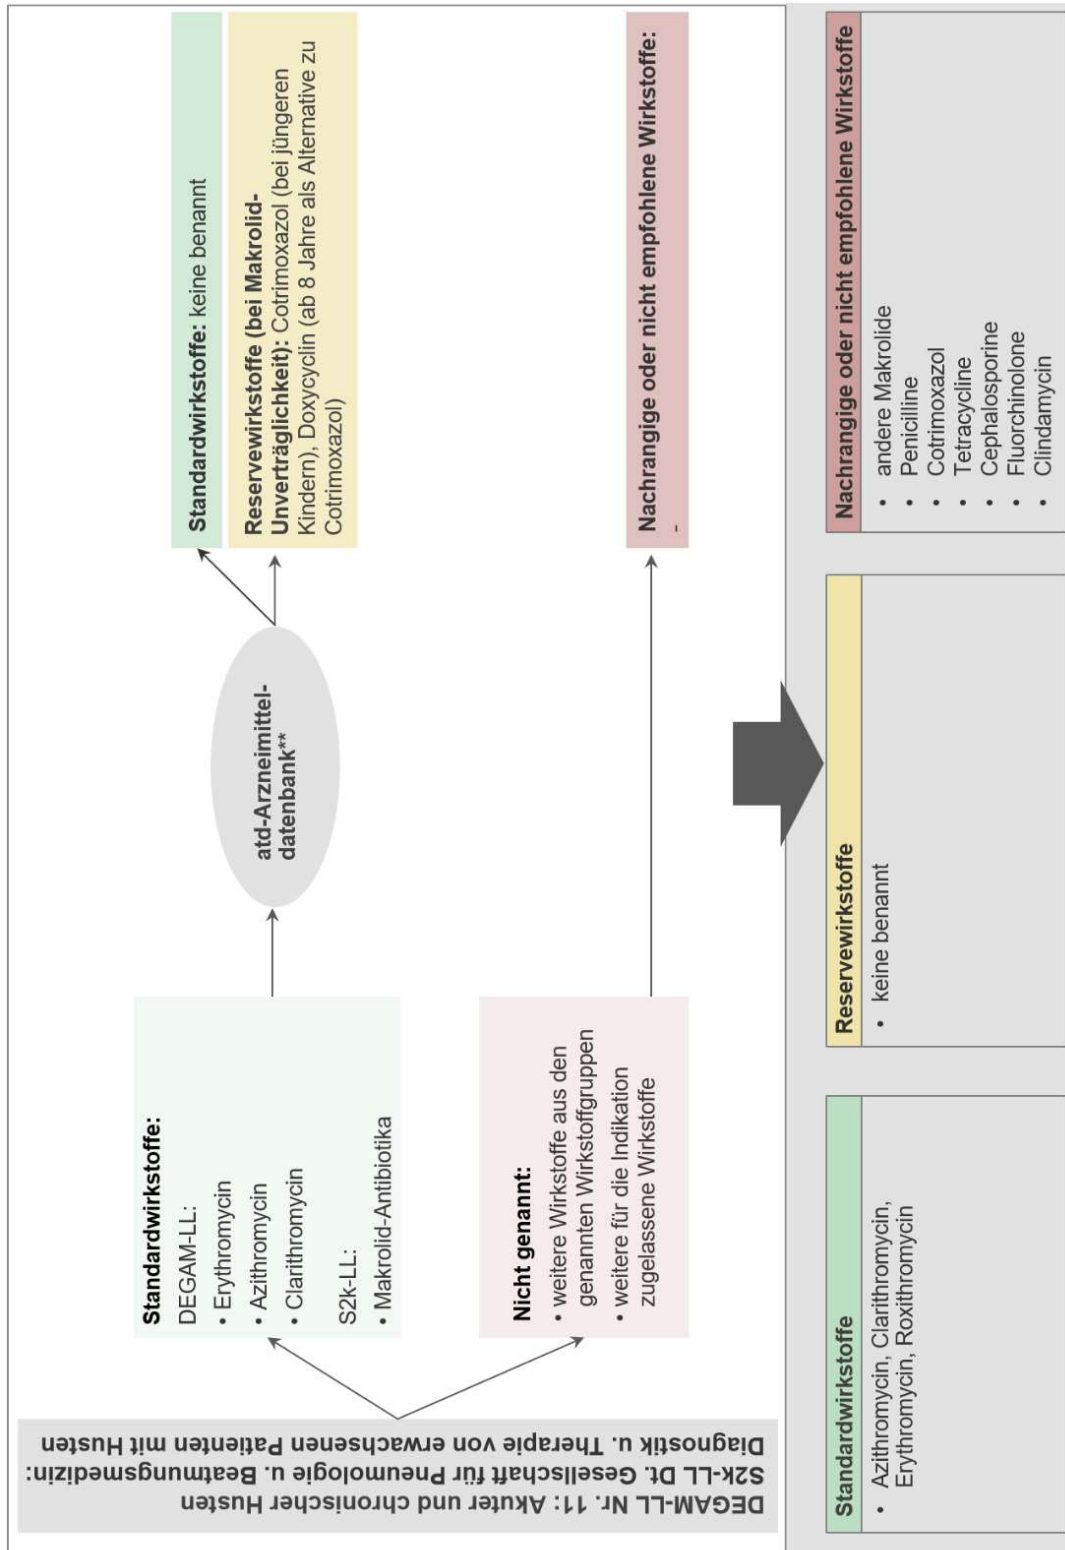 DEGAM-LL Nr. 11: Akuter und chronischer Husten
S2k-LL Dt. Gesellschaft für Pneumologie u. Beatmungsmedizin:
Diagnostik u. Therapie von erwachsenen Patienten mit Husten
Standardwirkstoffe:
DEGAM-LL:
• Erythromycin
• Azithromycin
• Clarithromycin
S2k-LL:
• Makrolid-Antibiotika
Nicht genannt:
• weitere Wirkstoffe aus den
genannten Wirkstoffgruppen
• weitere für die Indikation
zugelassene Wirkstoffe
atd-Arzneimittel-
datenbank**
Standardwirkstoffe: keine benannt
Reservewirkstoffe (bei Makrolid-
Unverträglichkeit): Cotrimoxazol (bei jüngeren
Kindern), Doxycyclin (ab 8 Jahre als Alternative zu
Cotrimoxazol)
Nachrangige oder nicht empfohlene Wirkstoffe:
-
Standardwirkstoffe
• Azithromycin, Clarithromycin,
Erythromycin, Roxithromycin
Reservewirkstoffe
• keine benannt
Nachrangige oder nicht empfohlene Wirkstoffe
• andere Makrolide
• Penicilline
• Cotrimoxazol
• Tetracycline
• Cephalosporine
• Fluorchinolone
• Clindamycin